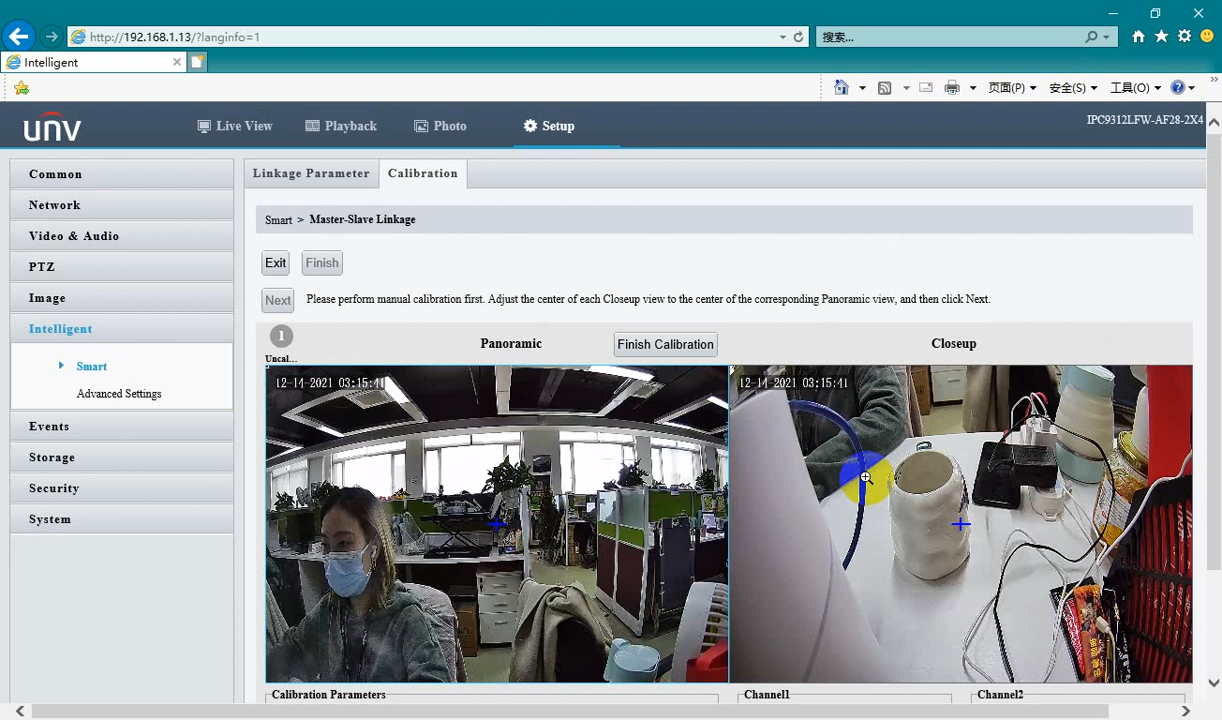 http://192.168.1.13/?langinfo=1
搜索...
Intelligent
页面(P)
安全(S)
工具(O)
unv
Live View
Playback
Photo
Setup
IPC9312LFW-AF28-2X4
Common
Network
Video & Audio
PTZ
Image
Intelligent
Smart
Advanced Settings
Events
Storage
Security
System
Linkage Parameter
Calibration
Smart > Master-Slave Linkage
Exit
Finish
Next
Please perform manual calibration first. Adjust the center of each Closeup view to the center of the corresponding Panoramic view, and then click Next.
1
Uncal...
Panoramic
Finish Calibration
Closeup
12-14-2021 03:15:41
12-14-2021 03:15:41
Calibration Parameters
Channel1
Channel2